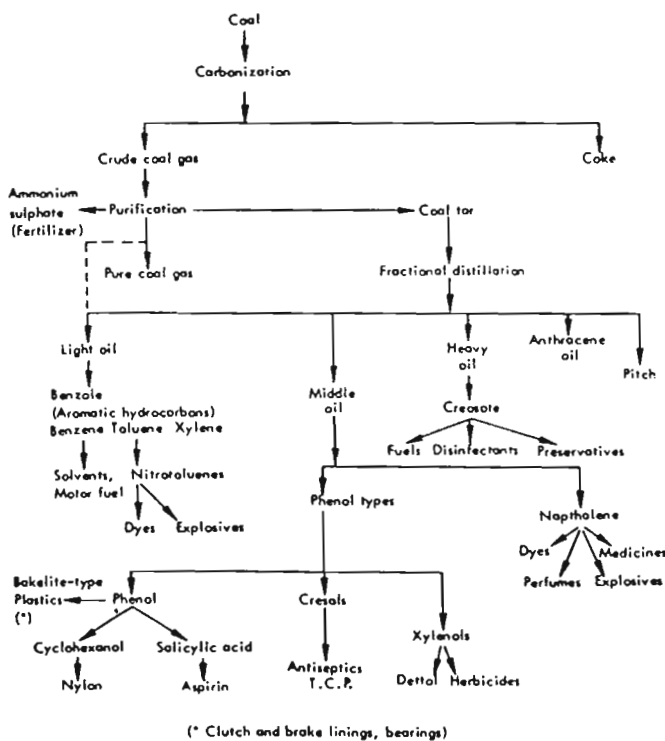 Coal
Carbonization
Crude coal gas
Coke
Ammonium
sulphate
(Fertilizer)
Purification
Coal tar
Pure coal gas
Fractional distillation
Light oil
Middle
oil
Heavy
oil
Anthracene
oil
Pitch
Benzole
(Aromatic hydrocarbons)
Benzene Toluene Xylene
Creosote
Fuels Disinfectants Preservatives
Solvents,
Motor fuel
Nitrotoluenes
Dyes Explosives
Phenol types
Napthalene
Dyes Medicines
Perfumes Explosives
Bakelite-type
Plastics
(*)
Phenol
Cresols
Xylenols
Cyclohexanol
Salicylic acid
Nylon
Aspirin
Antiseptics
T.C.P.
Dettol Herbicides
(* Clutch and brake linings, bearings)